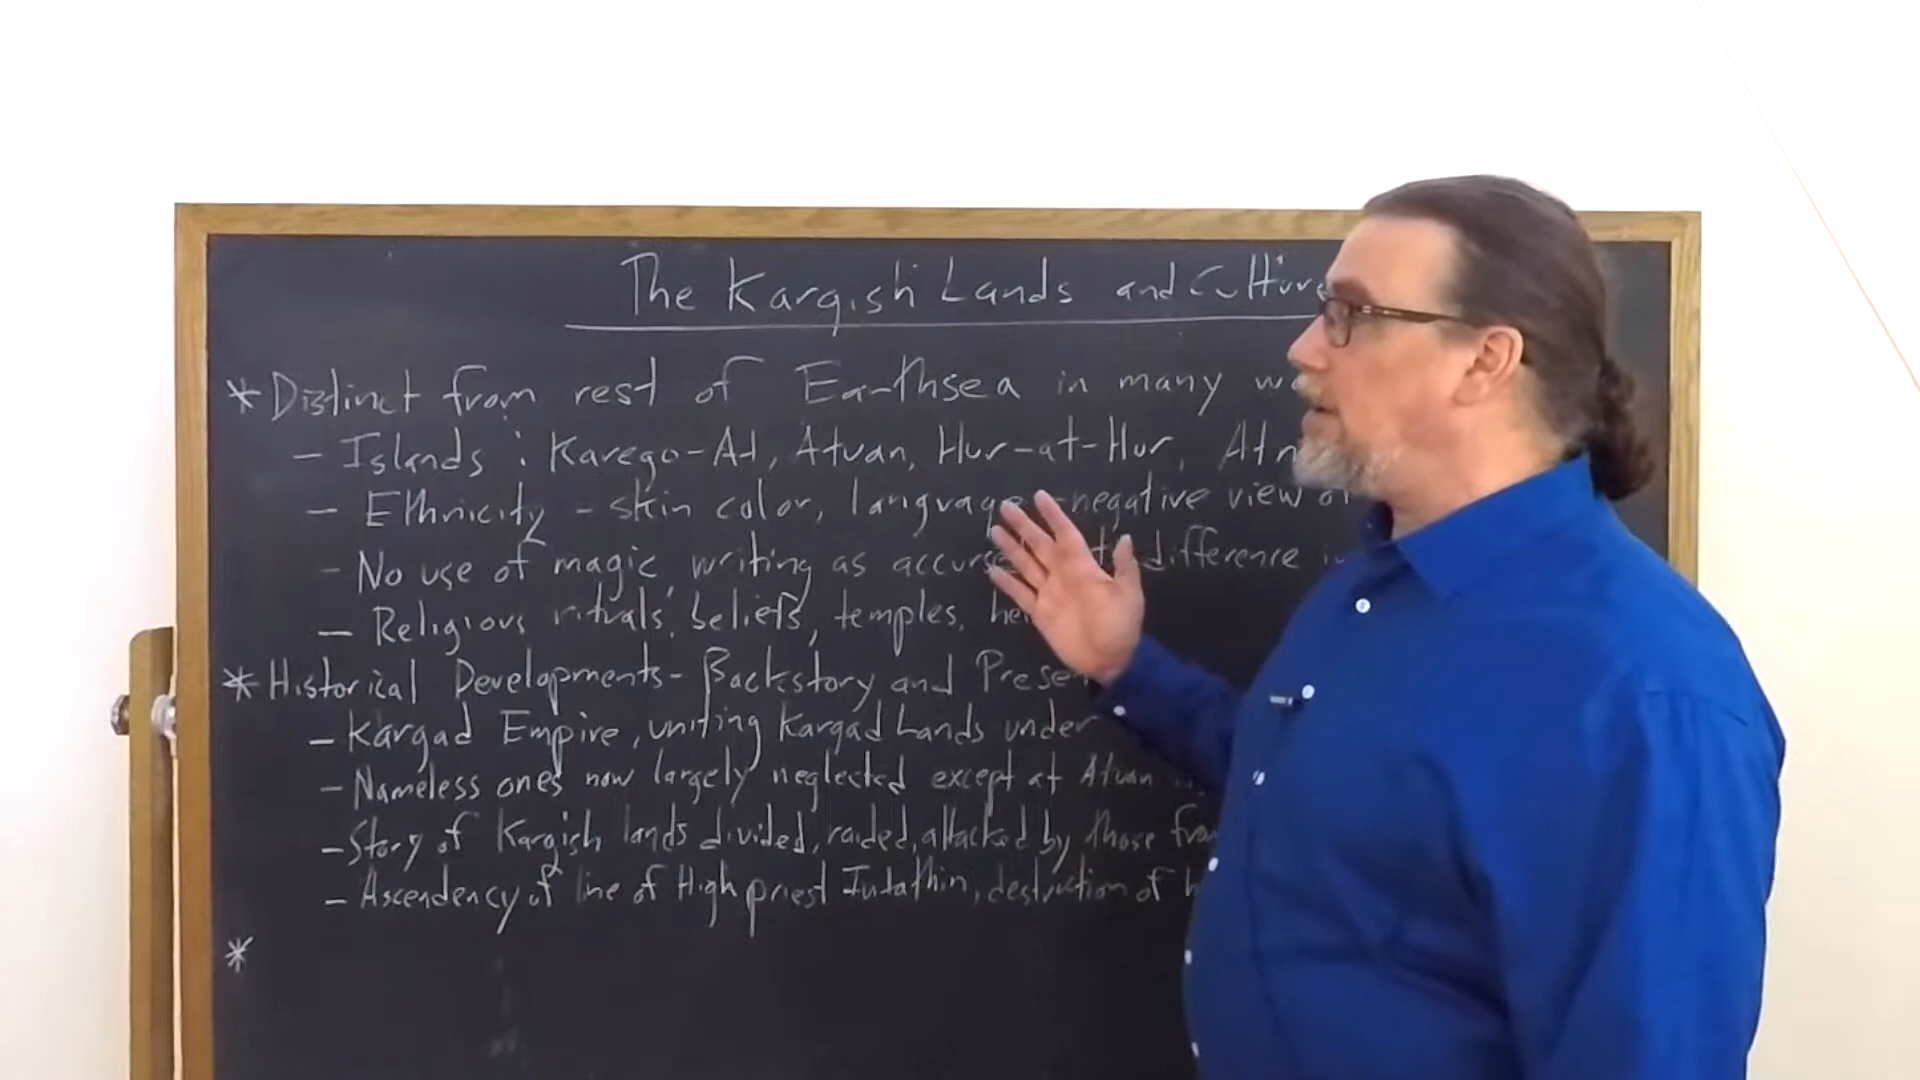 The Kargish Lands and Culture
* Distinct from rest of Earthsea in many
- Islands : Karego-At, Atuan, Hur-at-Hur,
- Ethnicity - skin color, language - negative view
- No use of magic, writing as difference
- Religious rituals, beliefs, temples,
* Historical Developments - Backstory and
- Kargad Empire, uniting Kargad Lands under
- Nameless ones now largely neglected except at Atuan
- Story of Kargish lands divided, raided, attacked by those
- Ascendency of line of High priest Intathin, destruction of
*